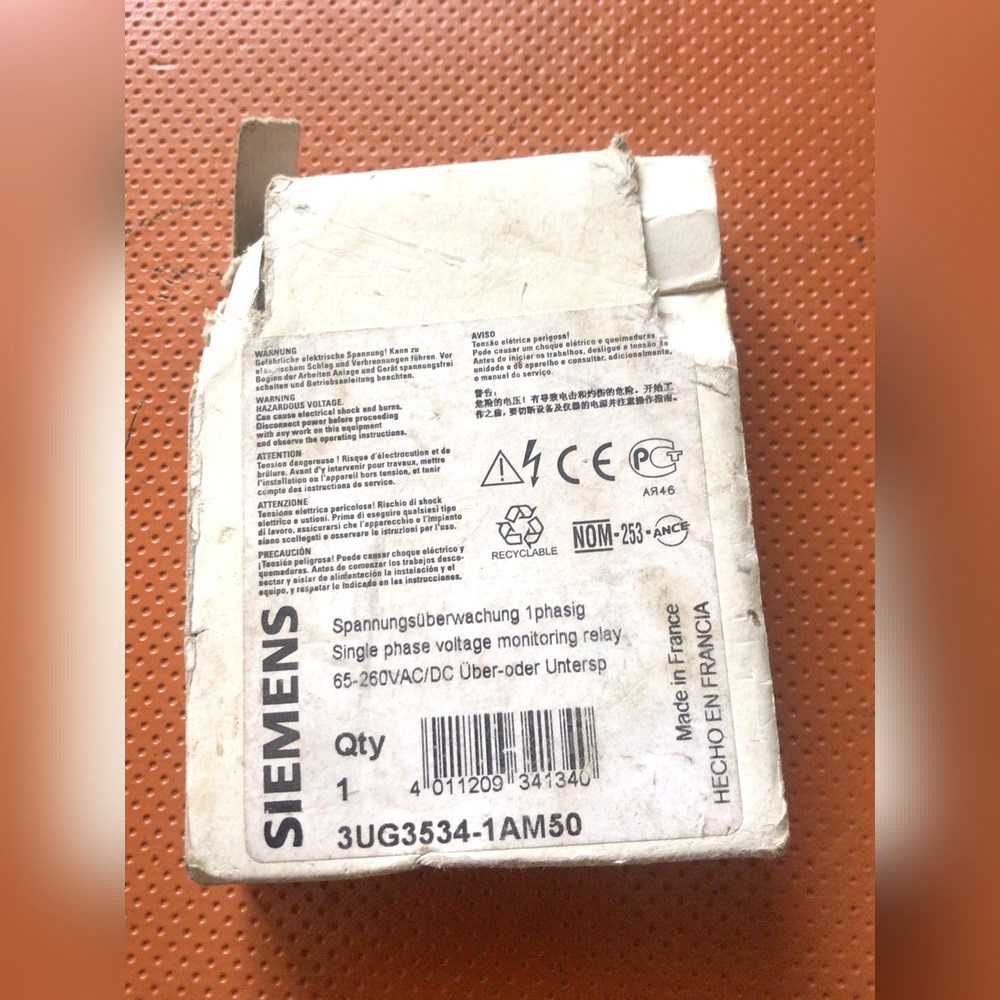 WARNUNG
Gefährliche elektrische Spannung! Kann zu
elektrischem Schlag und Verbrennungen führen. Vor
Beginn der Arbeiten Anlage und Gerät spannungsfrei
schalten und Betriebsanleitung beachten.
WARNING
HAZARDOUS VOLTAGE.
Can cause electrical shock and burns.
Disconnect power before proceeding
with any work on this equipment
and observe the operating instructions.
ATTENTION
Tension dangereuse ! Risque d'électrocution et de
brûlure. Avant d'y intervenir pour travaux, mettre
l'installation ou l'appareil hors tension, et tenir
compte des instructions de service.
ATTENZIONE
Tensione elettrica pericolosa! Rischio di shock
elettrico e ustioni. Prima di eseguire qualsiasi tipo
di lavoro, assicurarsi che l'apparecchio e l'impianto
siano scollegati e osservare le istruzioni per l'uso.
PRECAUCIÓN
¡Tensión peligrosa! Puede causar choque eléctrico y
quemaduras. Antes de comenzar los trabajos desco-
nectar y aislar de alimentación la instalación y el
equipo, y respetar lo indicado en las instrucciones.
AVISO
Tensão elétrica perigosa!
Pode causar um choque elétrico e queimaduras
Antes de iniciar os trabalhos, desligue a tensão da
unidade e do aparelho e consultar, adicionalmente,
o manual do serviço.
警告:
危险的电压!有导致电击和灼伤的危险。开始工
作之前,要切断设备及仪器的电源并注意操作指南。
CE PCT
АЯ46
RECYCLABLE
NOM-253-ANCE
SIEMENS
Spannungsüberwachung 1phasig
Single phase voltage monitoring relay
65-260VAC/DC Über-oder Untersp
Made in France
HECHO EN FRANCIA
Qty
1
4 011209 341340
3UG3534-1AM50